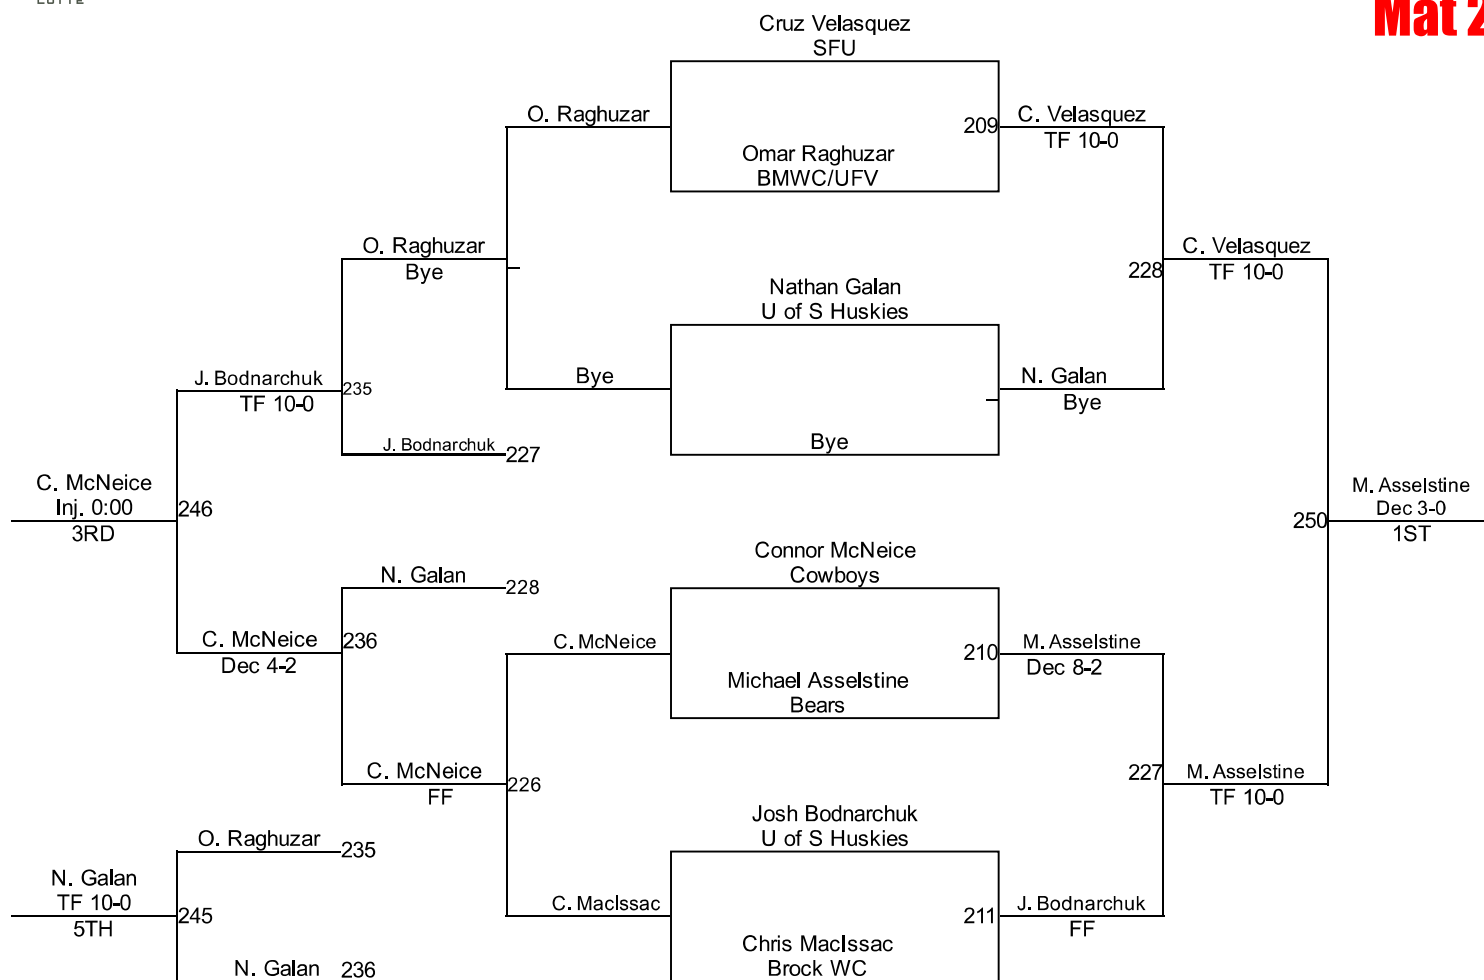 Mat 2
Cruz Velasquez
SFU
O. Raghuzar
209
C. Velasquez
TF 10-0
Omar Raghuzar
BMWC/UFV
O. Raghuzar
Bye
C. Velasquez
TF 10-0
228
Nathan Galan
U of S Huskies
J. Bodnarchuk
TF 10-0
235
Bye
N. Galan
Bye
J. Bodnarchuk
227
Bye
C. McNeice
Inj. 0:00
3RD
246
M. Asselstine
Dec 3-0
1ST
250
Connor McNeice
Cowboys
N. Galan
228
C. McNeice
Dec 4-2
236
C. McNeice
210
M. Asselstine
Dec 8-2
Michael Asselstine
Bears
C. McNeice
FF
226
227
M. Asselstine
TF 10-0
Josh Bodnarchuk
U of S Huskies
O. Raghuzar
235
N. Galan
TF 10-0
5TH
245
C. MacIssac
211
J. Bodnarchuk
FF
Chris MacIssac
Brock WC
N. Galan
236